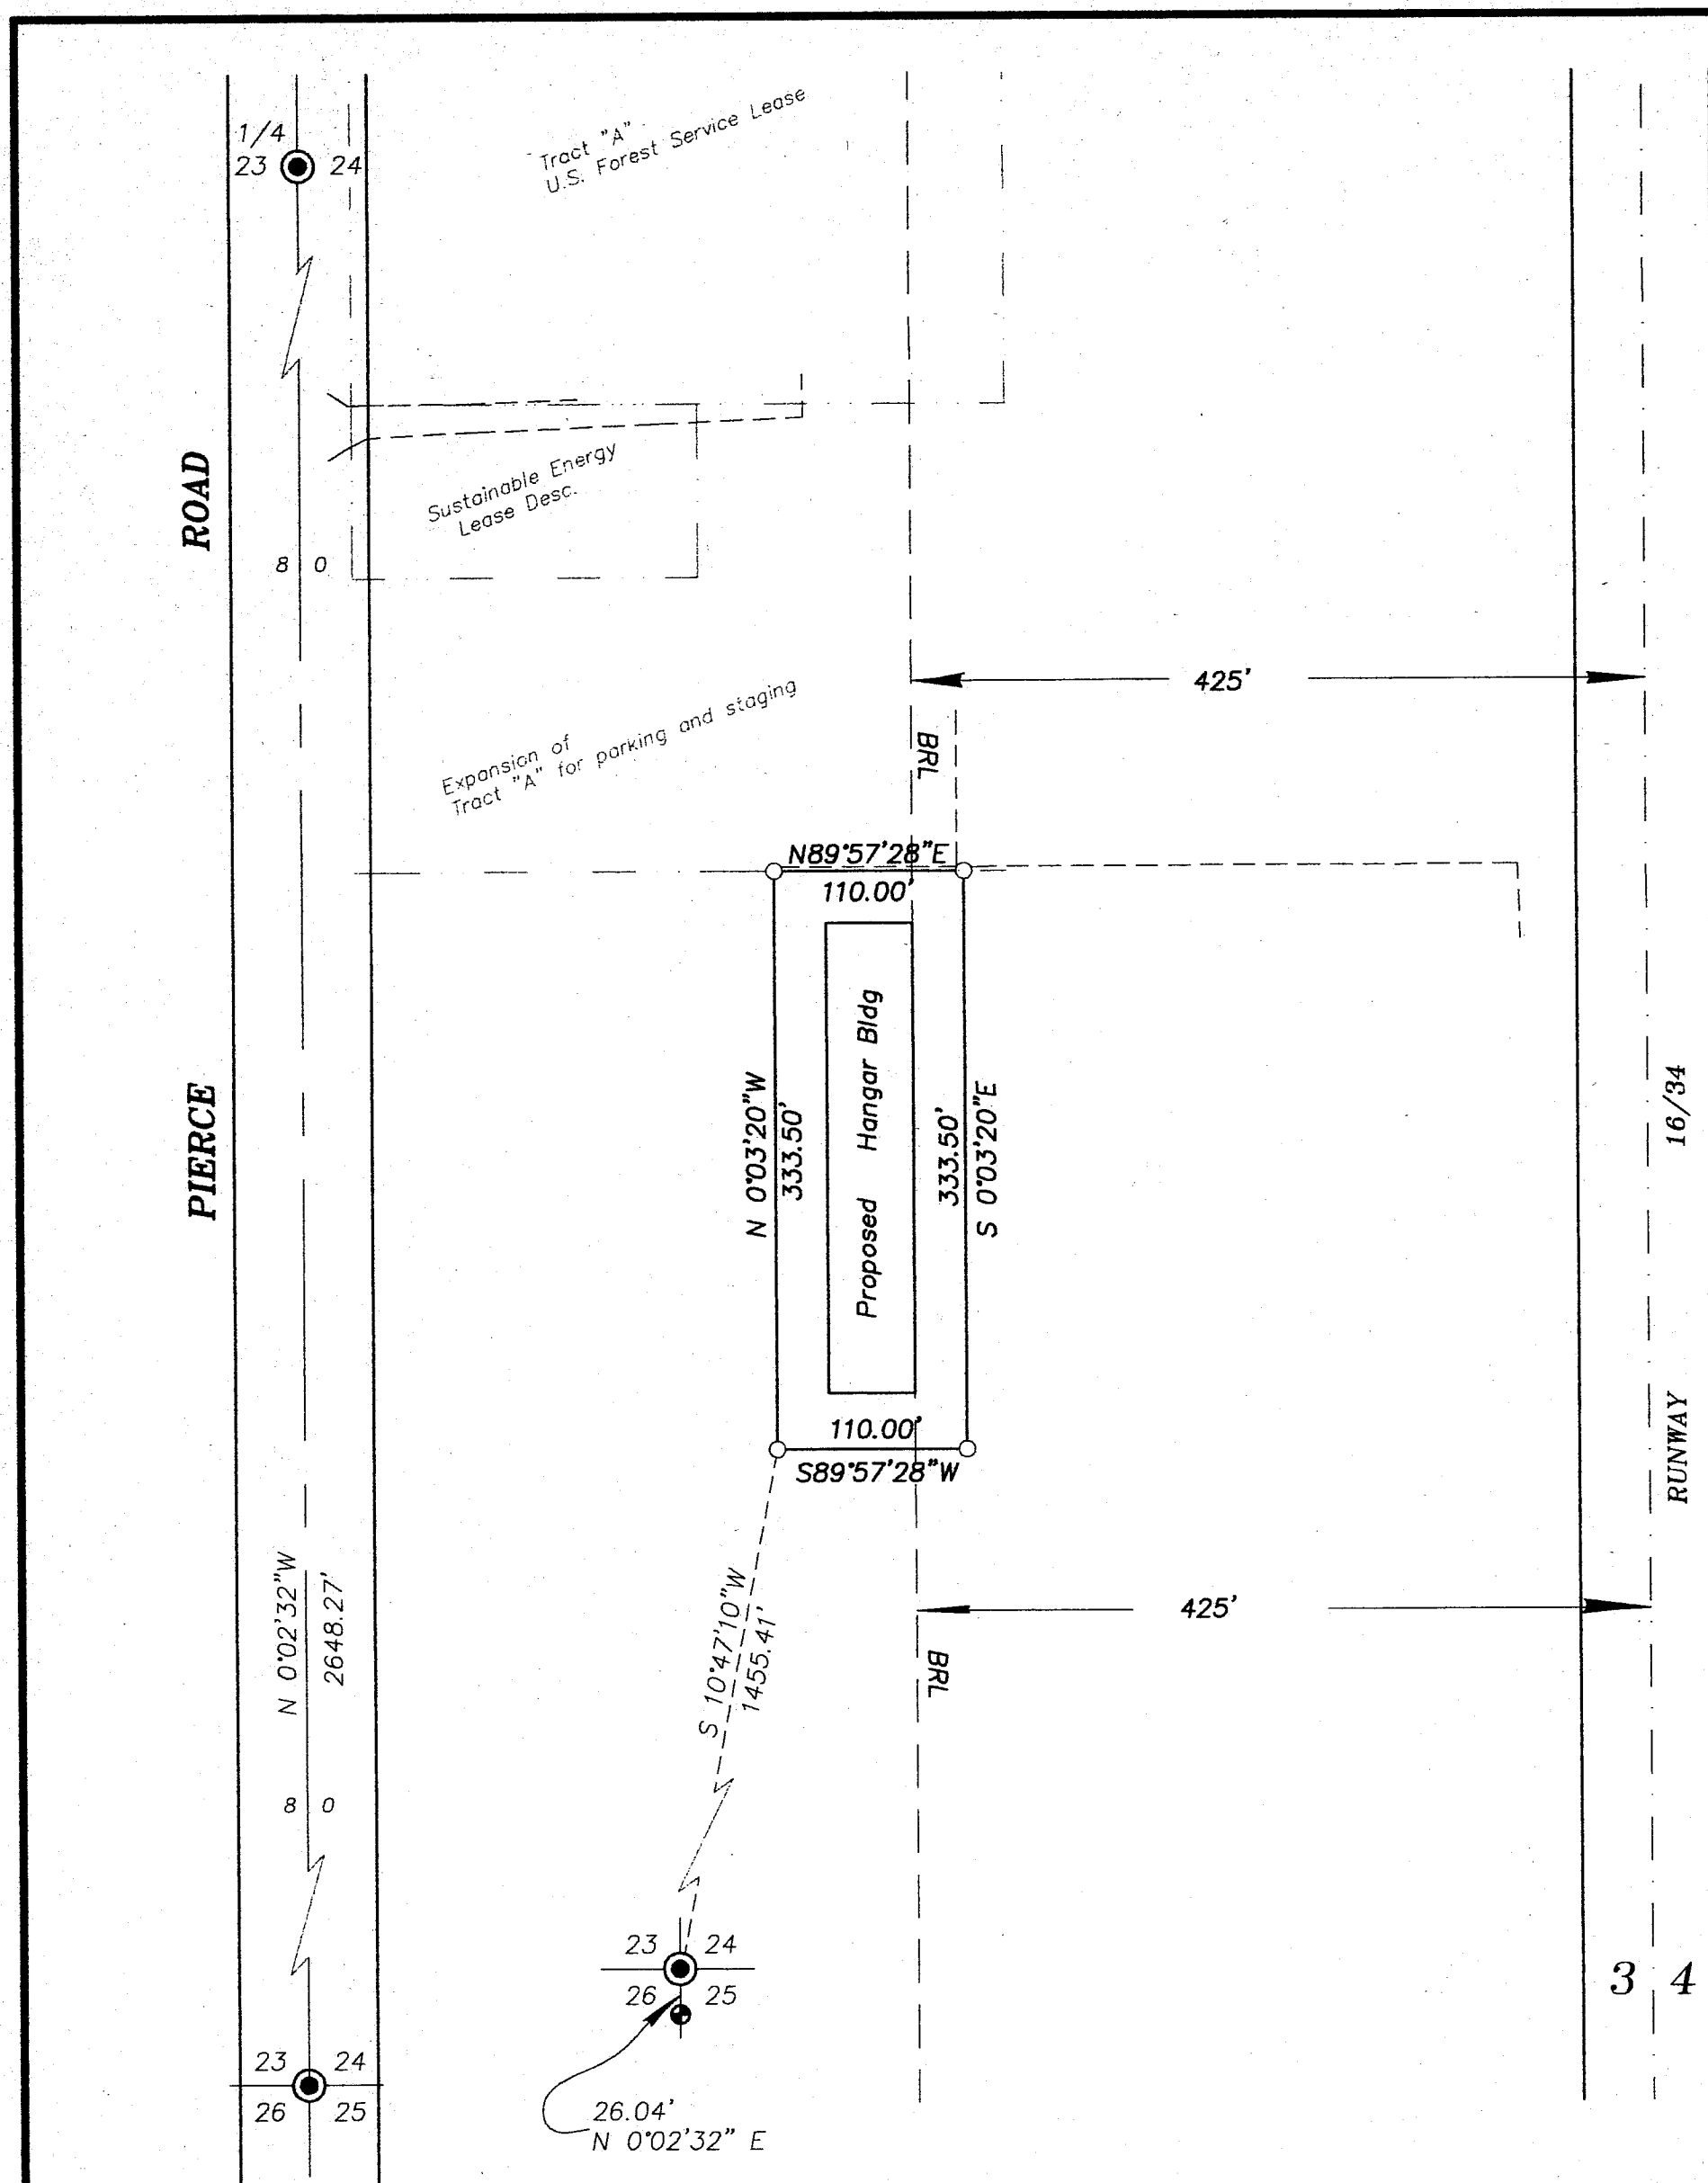 1/4
23 24
Tract "A"
U.S. Forest Service Lease
ROAD
Sustainable Energy
Lease Desc.
8 0
425'
BRL
Expansion of
Tract "A" for parking and staging
N89°57'28"E
110.00'
PIERCE
N 0°03'20"W
333.50'
Proposed Hangar Bldg
333.50'
S 0°03'20"E
16/34
RUNWAY
110.00'
S89°57'28"W
N 0°02'32"W
2648.27'
S 10°47'10"W
1455.41'
425'
BRL
8 0
23 24
26 25
3 4
23 24
26 25
26.04'
N 0°02'32" E